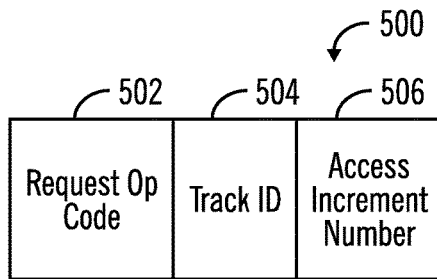 500
502
504
506
Request Op
Code
Track ID
Access
Increment
Number